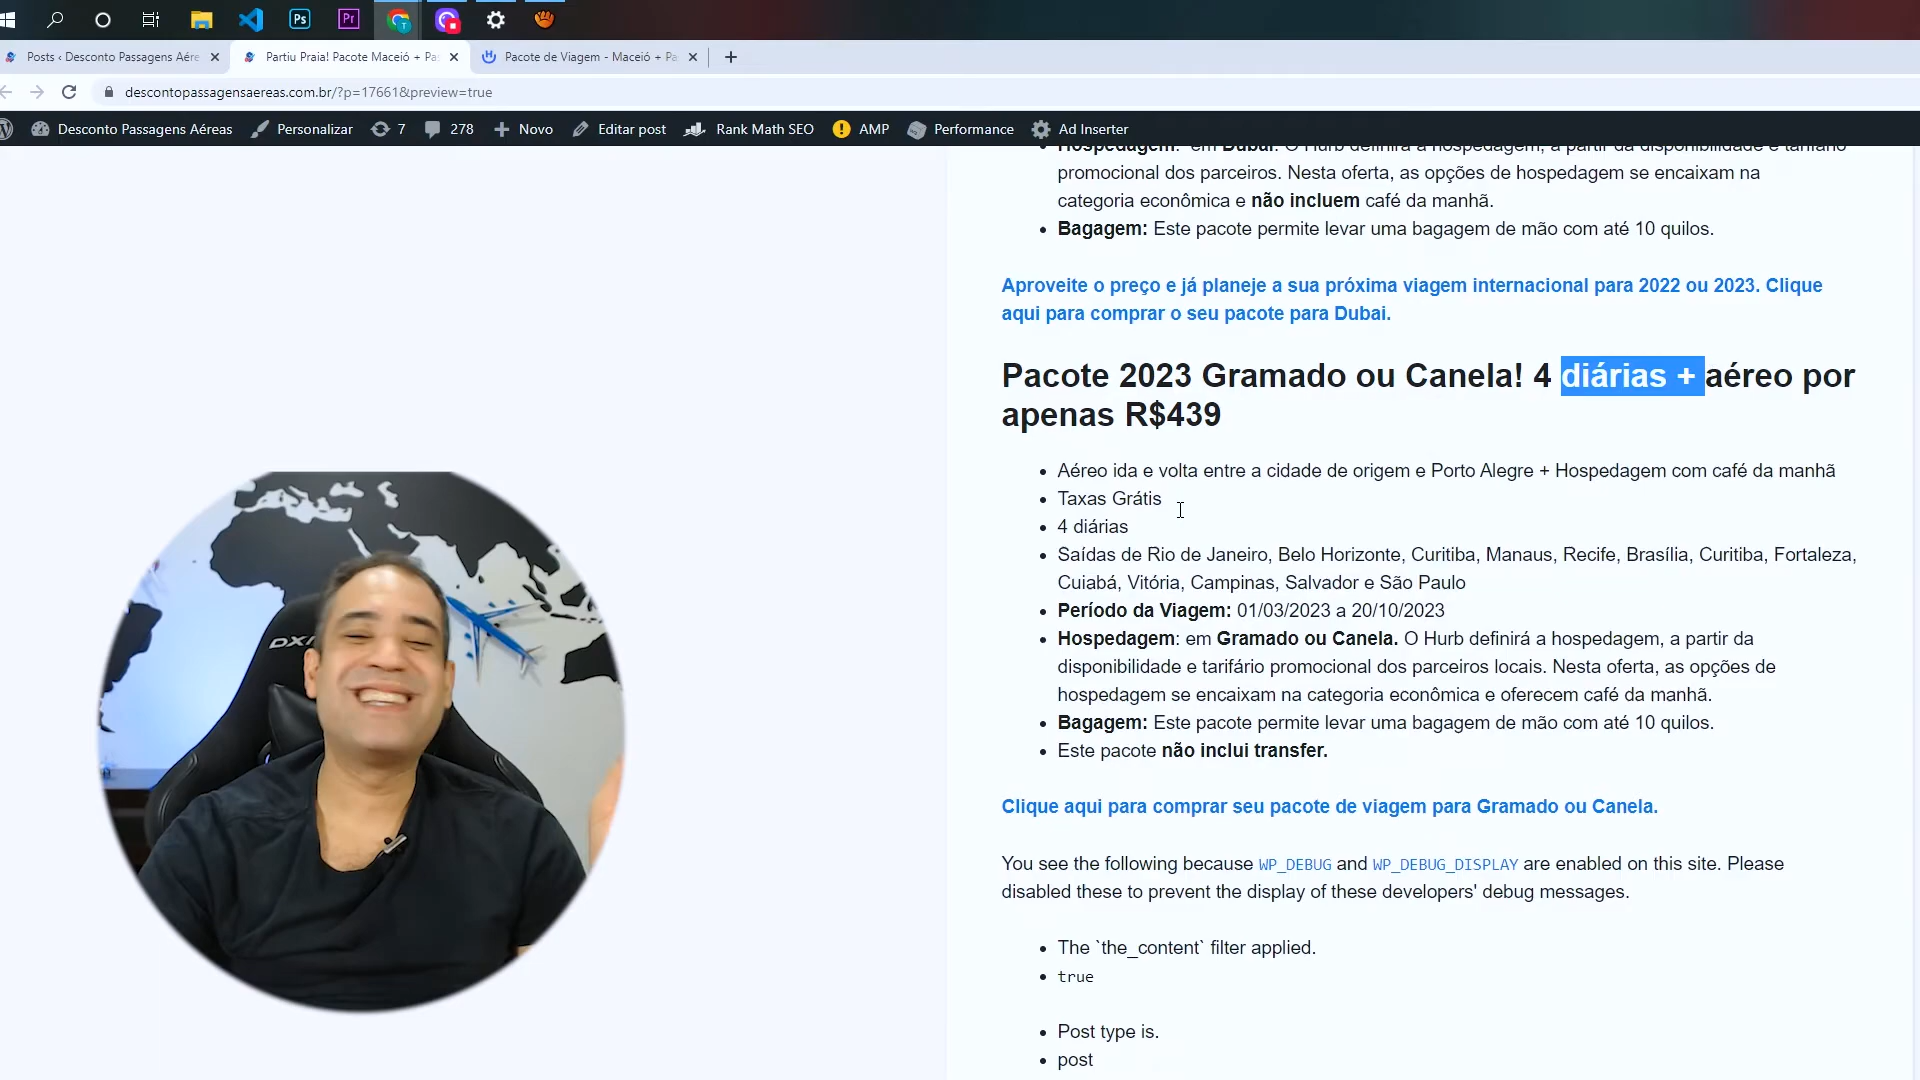 Ps
Pr
Posts ‹ Desconto Passagens Aére
Partiu Praia! Pacote Maceió + Pa
Pacote de Viagem - Maceió + Pa
descontopassagensaereas.com.br/?p=17661&preview=true
Desconto Passagens Aéreas Personalizar 7 278 Novo Editar post Rank Math SEO AMP Performance Ad Inserter
Hospedagem: em Dubai. O Hurb definirá a hospedagem, a partir da disponibilidade e tarifário
promocional dos parceiros. Nesta oferta, as opções de hospedagem se encaixam na
categoria econômica e não incluem café da manhã.
Bagagem: Este pacote permite levar uma bagagem de mão com até 10 quilos.
Aproveite o preço e já planeje a sua próxima viagem internacional para 2022 ou 2023. Clique
aqui para comprar o seu pacote para Dubai.
Pacote 2023 Gramado ou Canela! 4 diárias + aéreo por
apenas R$439
Aéreo ida e volta entre a cidade de origem e Porto Alegre + Hospedagem com café da manhã
Taxas Grátis
4 diárias
Saídas de Rio de Janeiro, Belo Horizonte, Curitiba, Manaus, Recife, Brasília, Curitiba, Fortaleza,
Cuiabá, Vitória, Campinas, Salvador e São Paulo
Período da Viagem: 01/03/2023 a 20/10/2023
Hospedagem: em Gramado ou Canela. O Hurb definirá a hospedagem, a partir da
disponibilidade e tarifário promocional dos parceiros locais. Nesta oferta, as opções de
hospedagem se encaixam na categoria econômica e oferecem café da manhã.
Bagagem: Este pacote permite levar uma bagagem de mão com até 10 quilos.
Este pacote não inclui transfer.
Clique aqui para comprar seu pacote de viagem para Gramado ou Canela.
You see the following because WP_DEBUG and WP_DEBUG_DISPLAY are enabled on this site. Please
disabled these to prevent the display of these developers' debug messages.
The `the_content` filter applied.
true
Post type is.
post